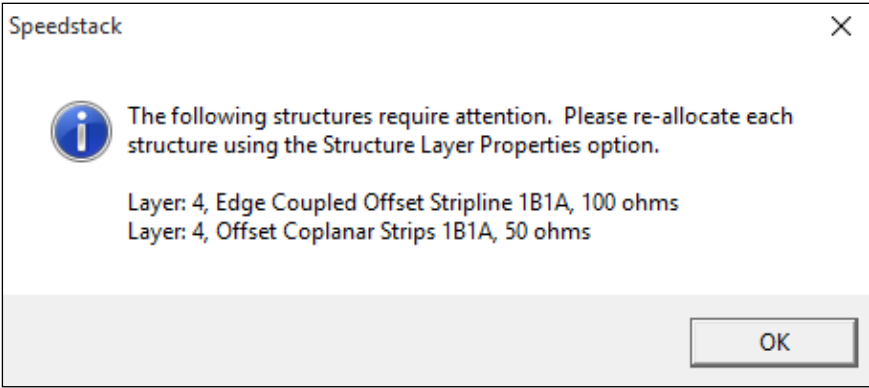 Speedstack
The following structures require attention.  Please re-allocate each
structure using the Structure Layer Properties option.
Layer: 4, Edge Coupled Offset Stripline 1B1A, 100 ohms
Layer: 4, Offset Coplanar Strips 1B1A, 50 ohms
OK